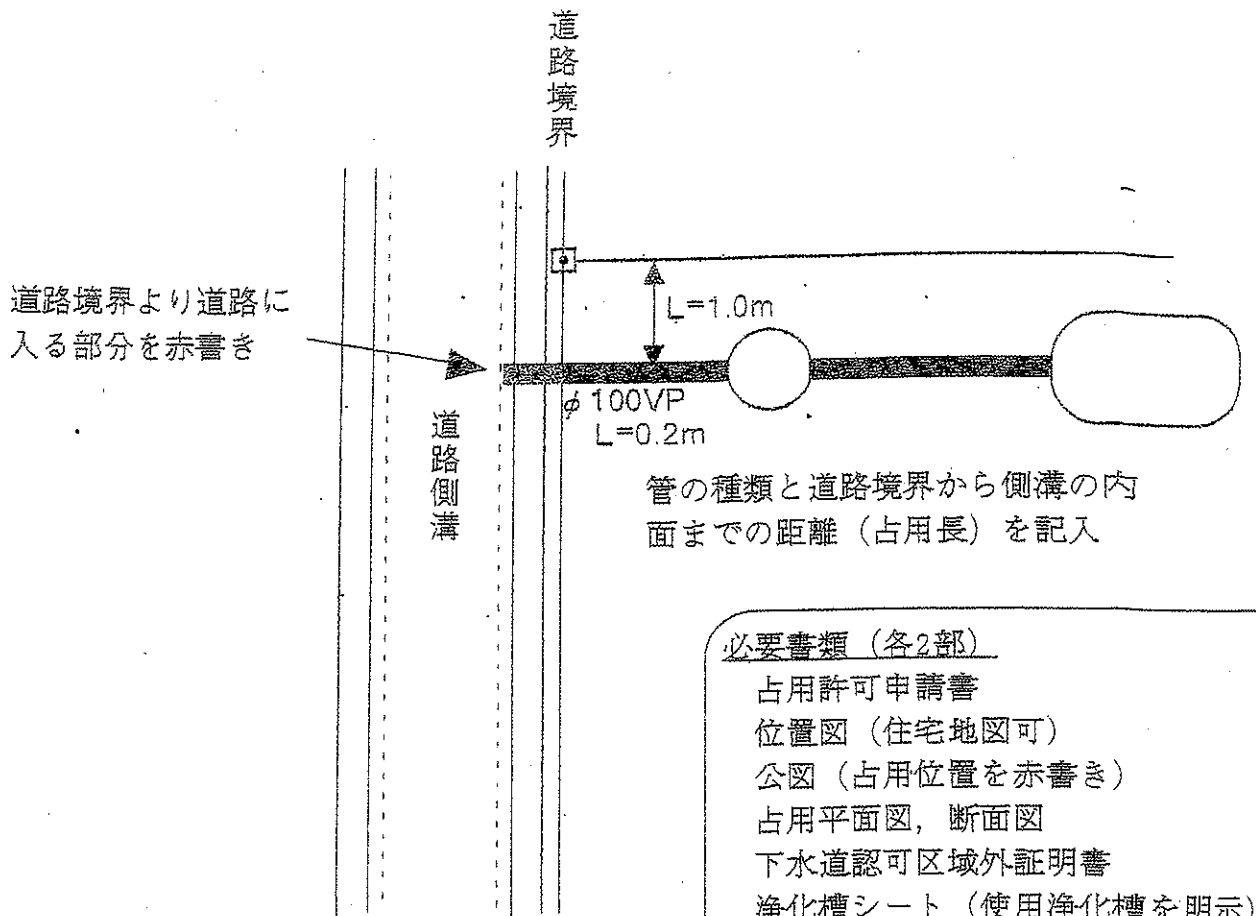 道路境界
道路境界より道路に
入る部分を赤書き
L=1.0m
φ100VP
L=0.2m
道路側溝
管の種類と道路境界から側溝の内
面までの距離（占用長）を記入
必要書類（各2部）
占用許可申請書
位置図（住宅地図可）
公図（占用位置を赤書き）
占用平面図，断面図
下水道認可区域外証明書
浄化槽シート（使用浄化槽を明示）